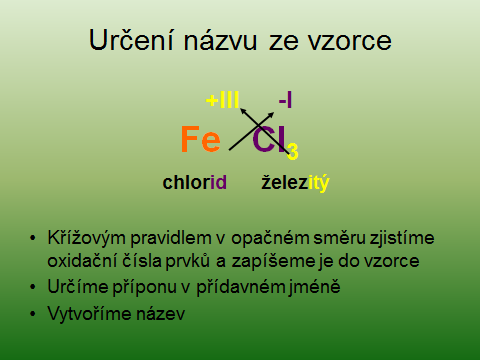 Určení názvu ze vzorce
+III -I
Fe Cl3
chlorid železitý
• Křížovým pravidlem v opačném směru zjistíme
oxidační čísla prvků a zapíšeme je do vzorce
• Určíme příponu v přídavném jméně
• Vytvoříme název